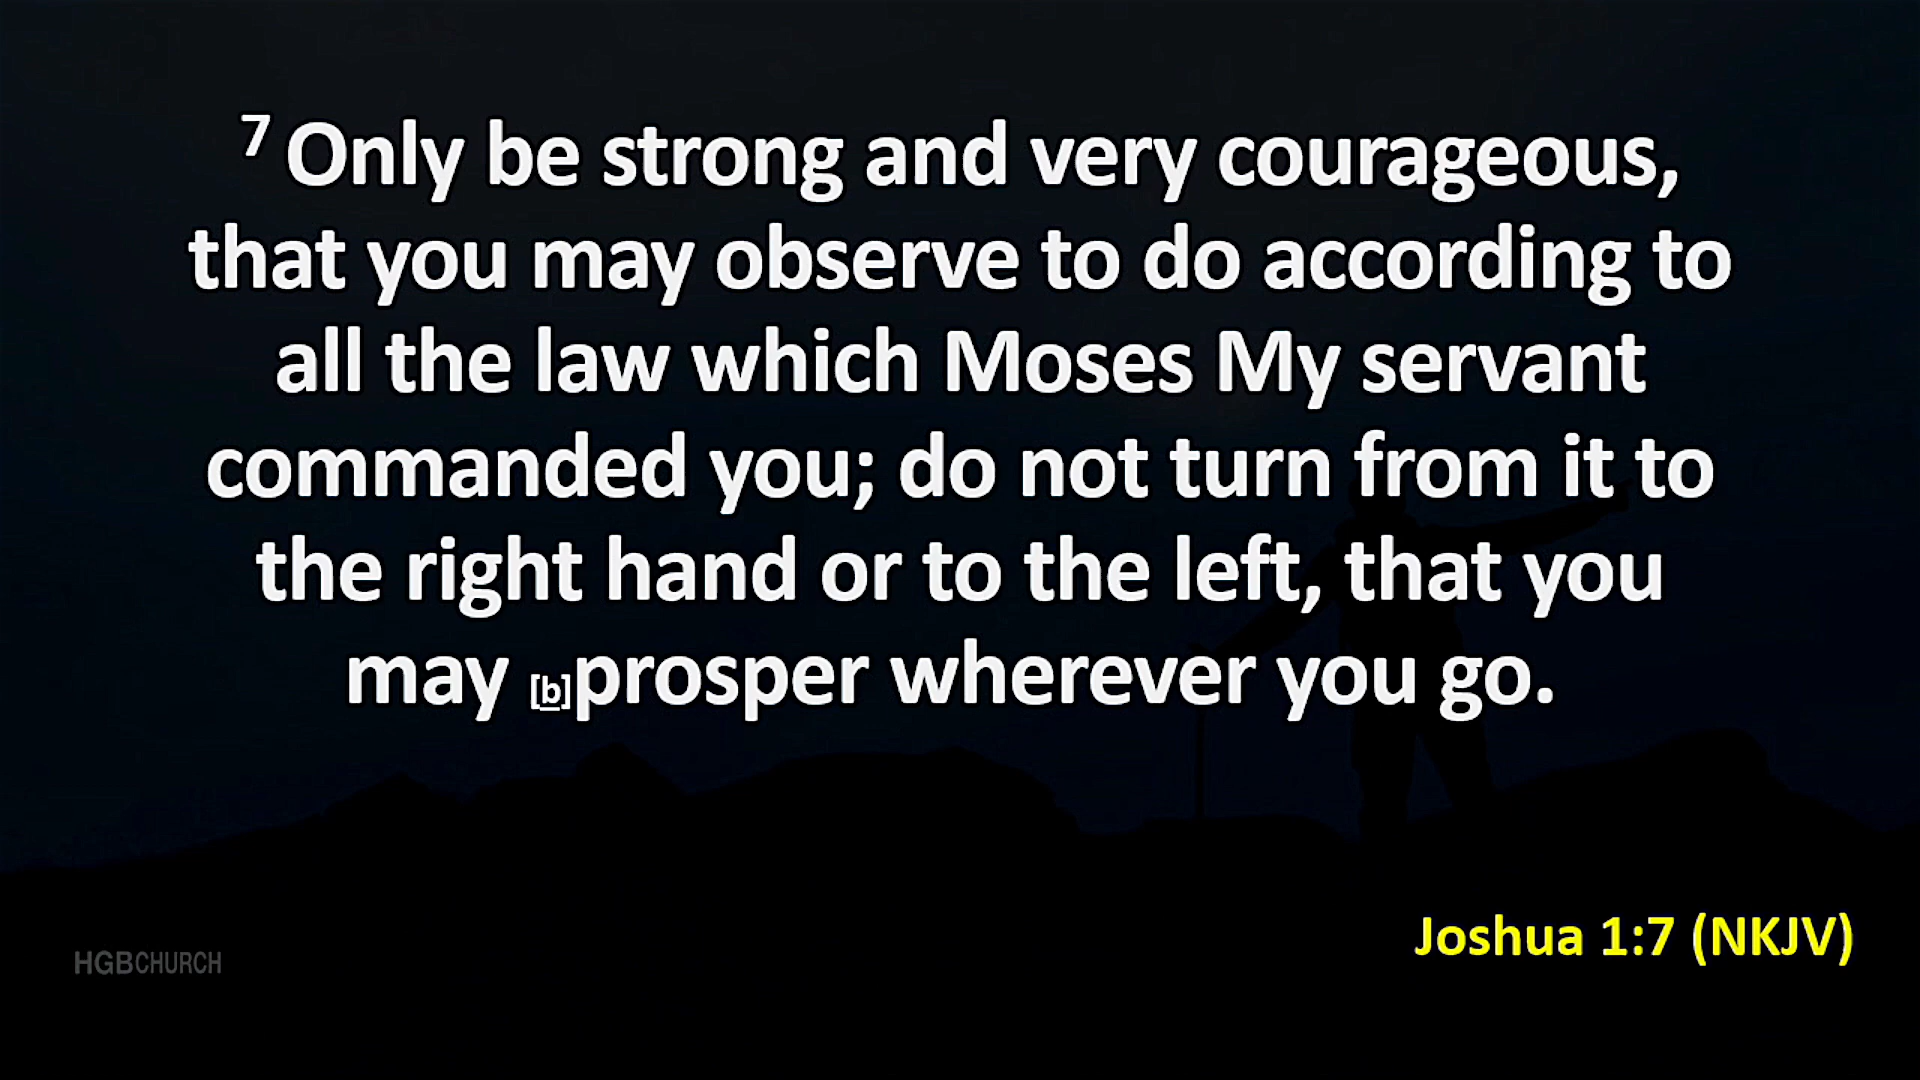 7 Only be strong and very courageous,
that you may observe to do according to
all the law which Moses My servant
commanded you; do not turn from it to
the right hand or to the left, that you
may [b]prosper wherever you go.
Joshua 1:7 (NKJV)
HGBCHURCH